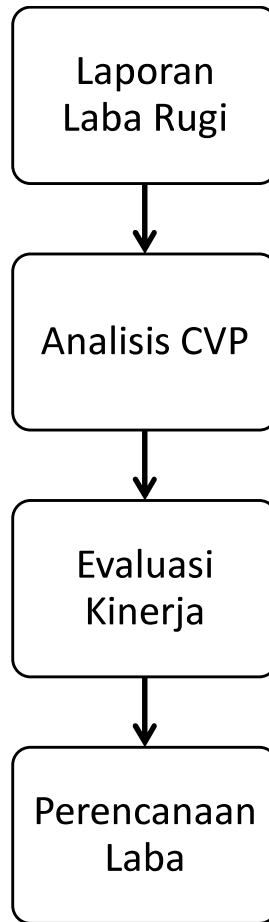 Laporan
Laba Rugi
Analisis CVP
Evaluasi
Kinerja
Perencanaan
Laba